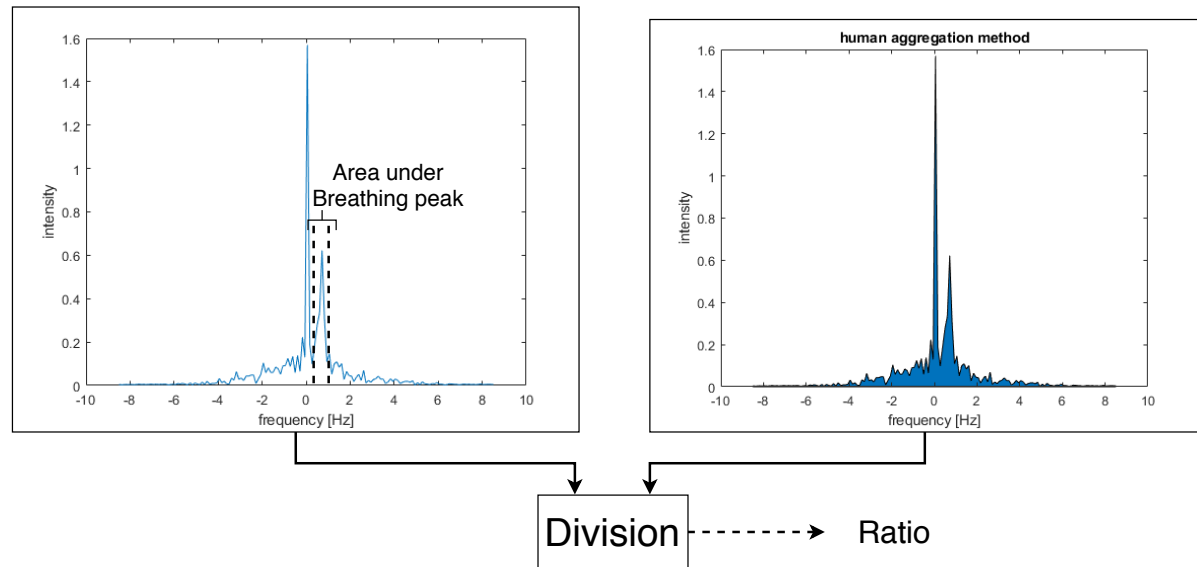 1.6
1.4
1.2
1
0.8
0.6
0.4
0.2
0
intensity
Area under
Breathing peak
-10 -8 -6 -4 -2 0 2 4 6 8 10
frequency [Hz]
human aggregation method
1.6
1.4
1.2
1
0.8
0.6
0.4
0.2
0
intensity
-10 -8 -6 -4 -2 0 2 4 6 8 10
frequency [Hz]
Division
Ratio